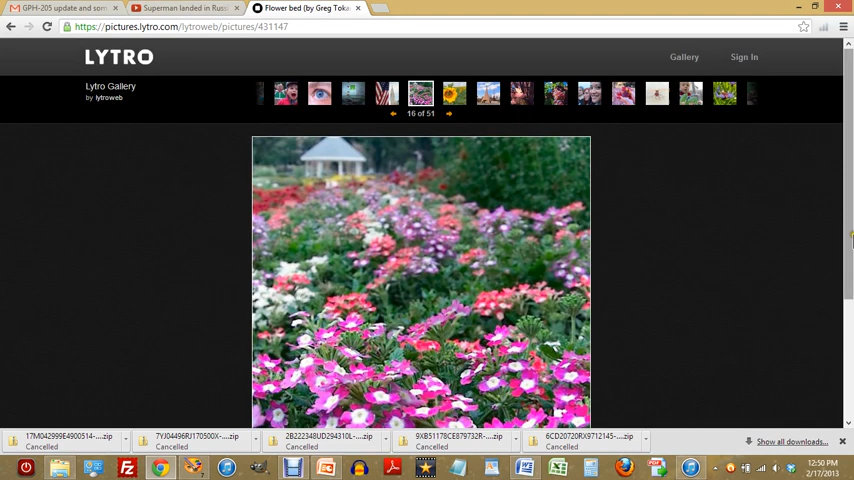 GPH-205 update and som
Superman landed in Russi
Flower bed (by Greg Toka
https://pictures.lytro.com/lytroweb/pictures/431147
LYTRO
Gallery
Sign In
Lytro Gallery
by lytroweb
16 of 51
17M042999E4900514-....zip
Cancelled
7YJ04496RJ170500X-....zip
Cancelled
2B222348UD294310L-....zip
Cancelled
9XB51178CE879732R-....zip
Cancelled
6CD20720RX9712145-....zip
Cancelled
Show all downloads...
12:50 PM
2/17/2013